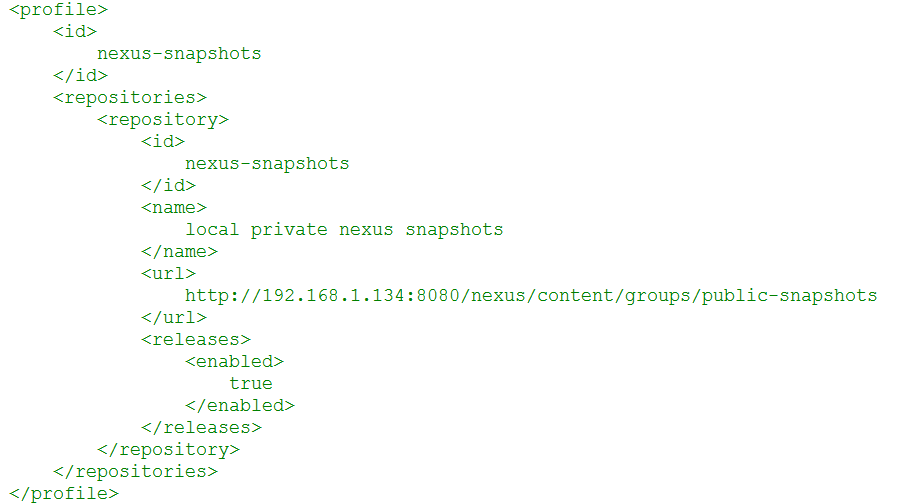 <profile>
    <id>
        nexus-snapshots
    </id>
    <repositories>
        <repository>
            <id>
                nexus-snapshots
            </id>
            <name>
                local private nexus snapshots
            </name>
            <url>
                http://192.168.1.134:8080/nexus/content/groups/public-snapshots
            </url>
            <releases>
                <enabled>
                    true
                </enabled>
            </releases>
        </repository>
    </repositories>
</profile>